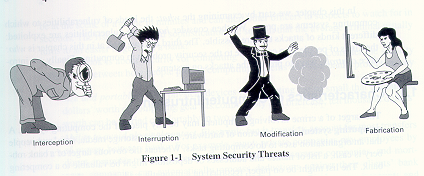 Interception
Interruption
Modification
Fabrication
Figure 1-1 System Security Threats